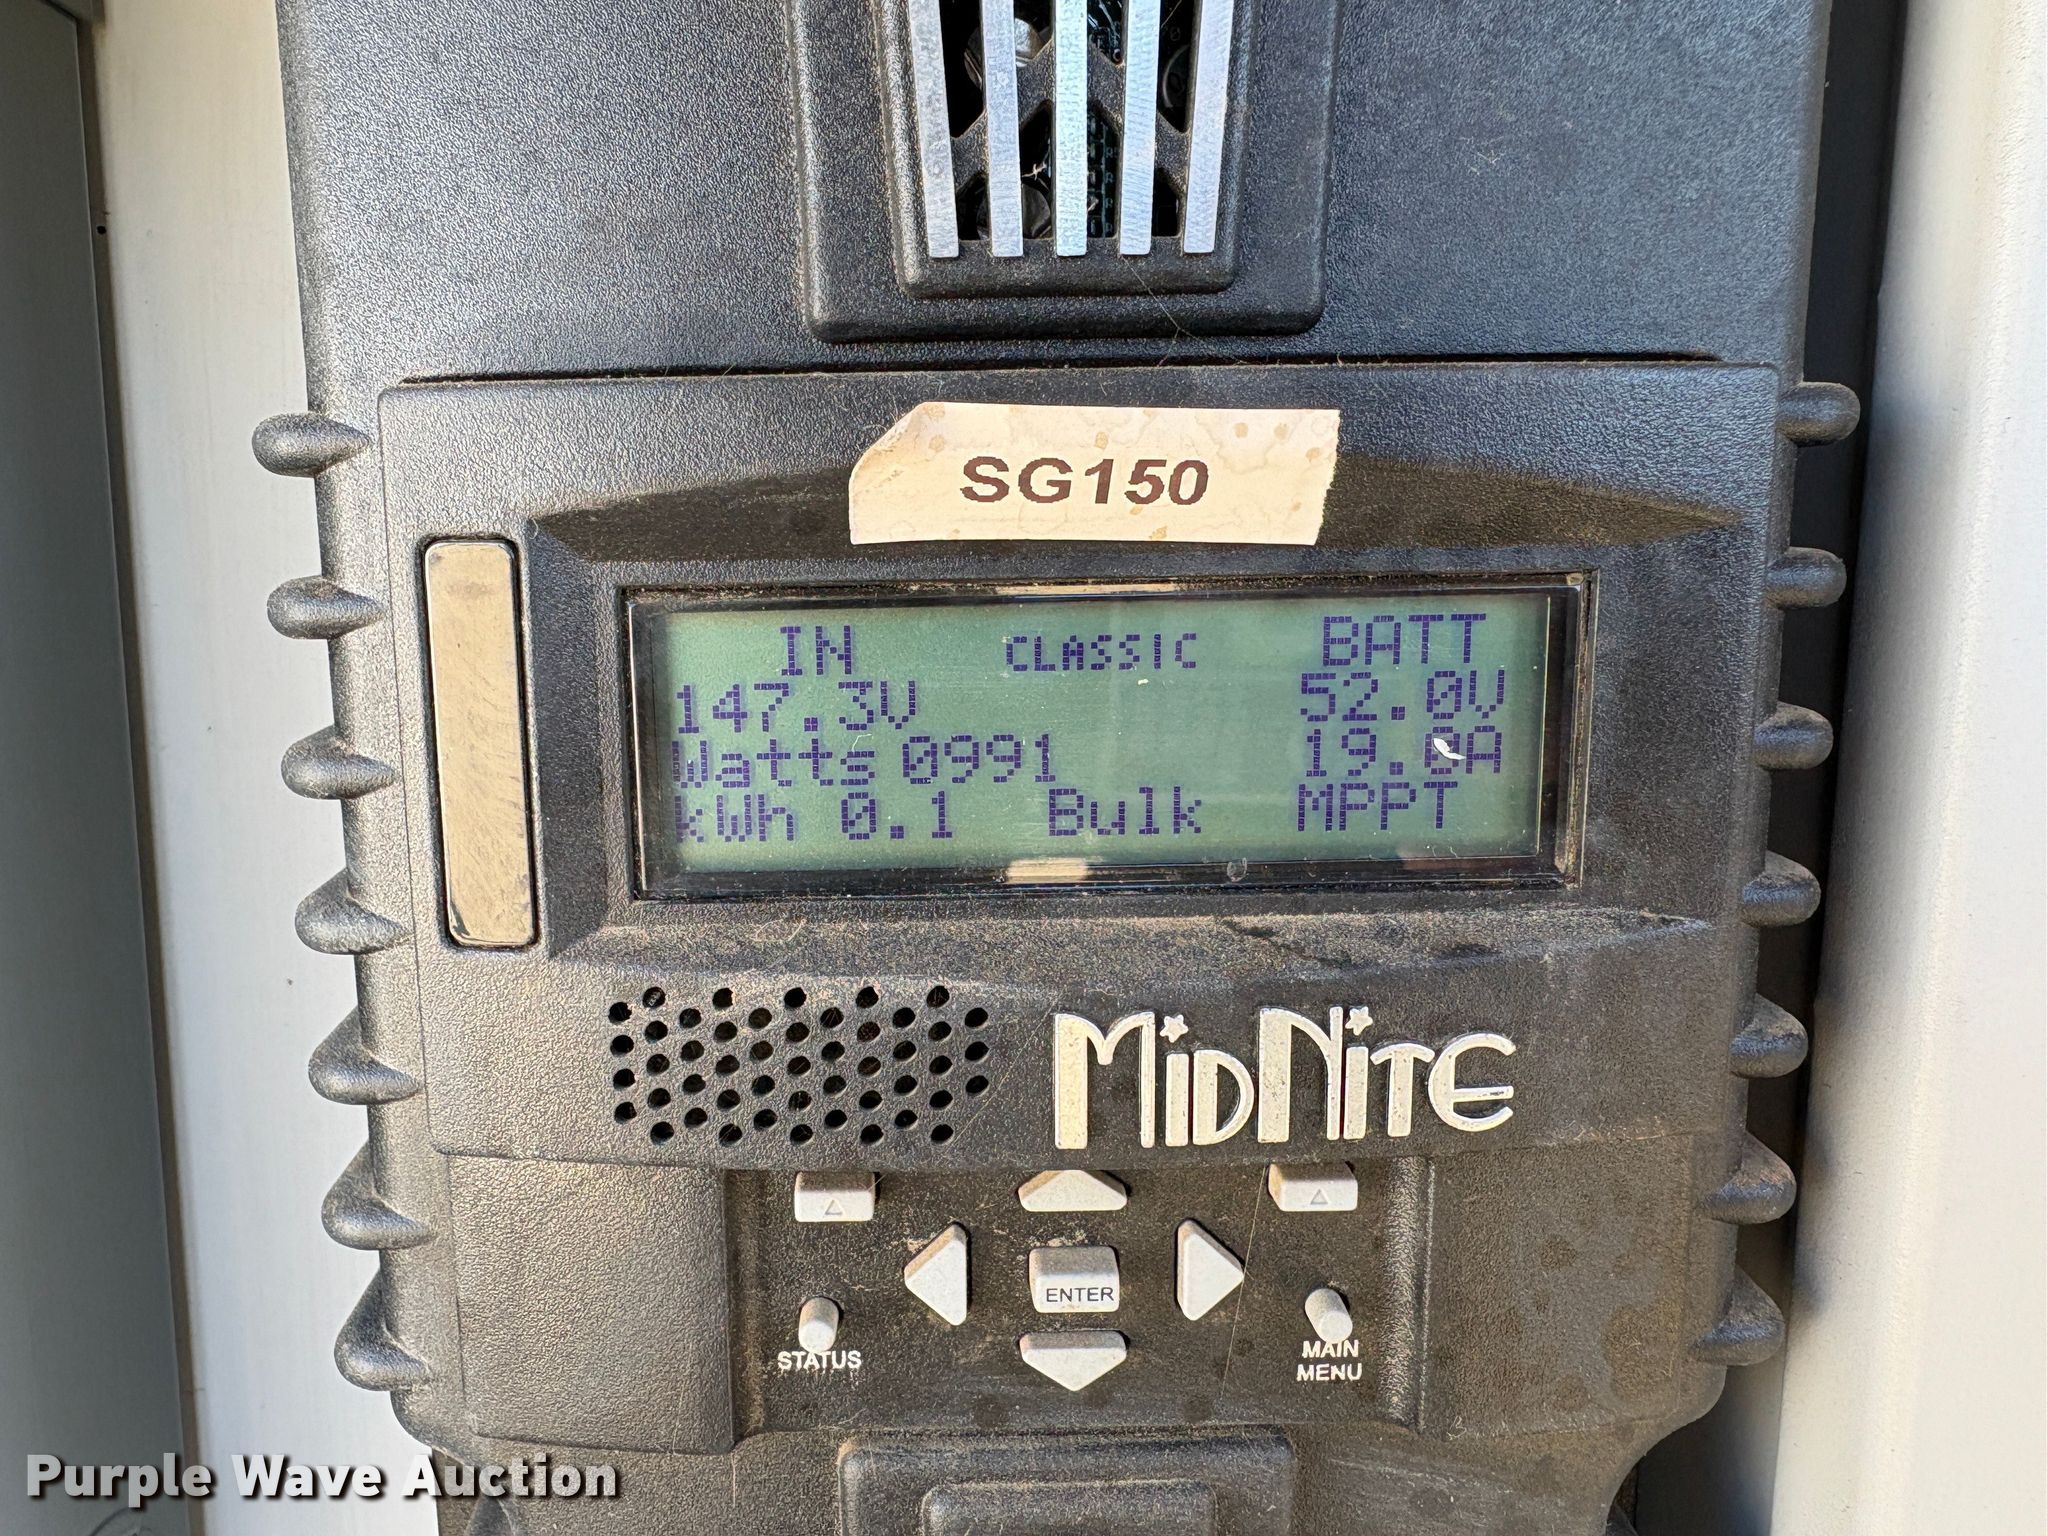 SG150
IN CLASSIC BATT
147.3V 52.0V
Watts 0991 19.0A
kWh 0.1 Bulk MPPT
MIDNITE
ENTER
STATUS
MAIN
MENU
Purple Wave Auction